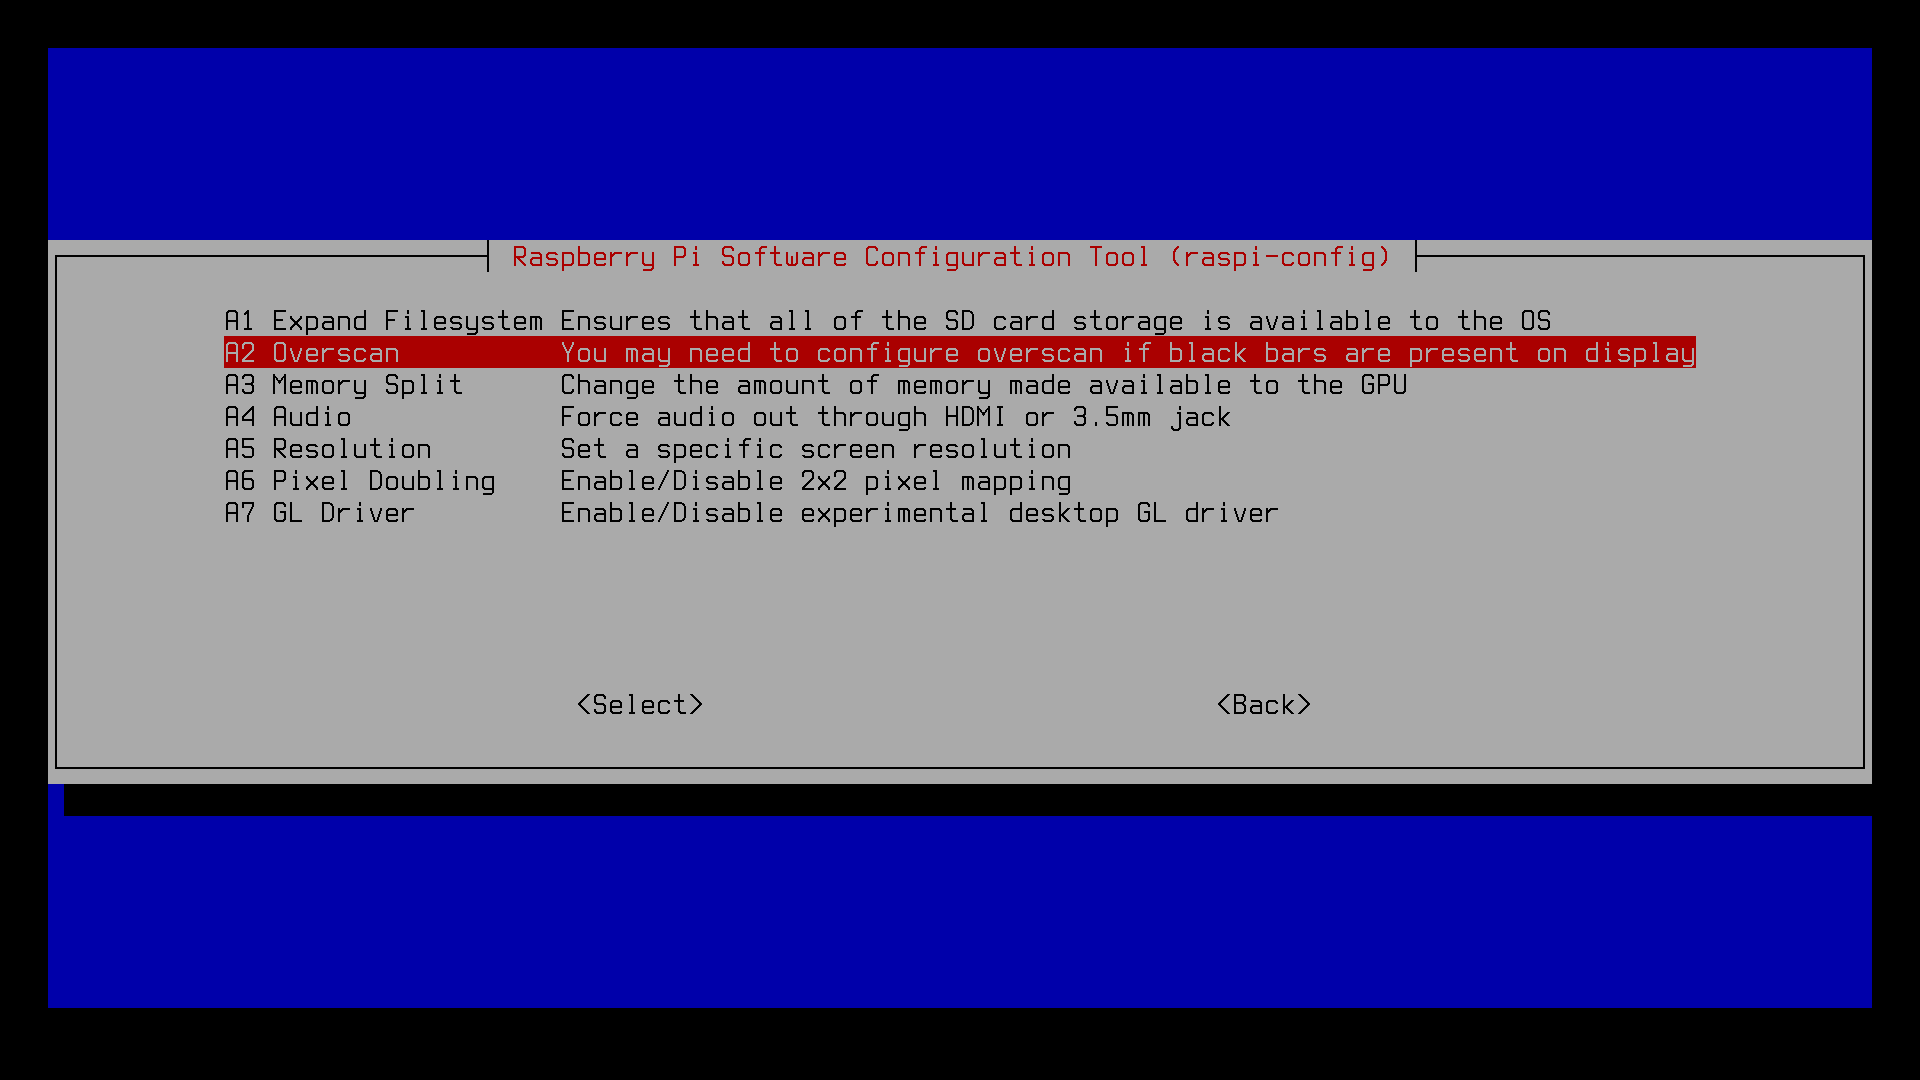 Raspberry Pi Software Configuration Tool (raspi-config)
A1 Expand Filesystem Ensures that all of the SD card storage is available to the OS
A2 Overscan You may need to configure overscan if black bars are present on display
A3 Memory Split Change the amount of memory made available to the GPU
A4 Audio Force audio out through HDMI or 3.5mm jack
A5 Resolution Set a specific screen resolution
A6 Pixel Doubling Enable/Disable 2x2 pixel mapping
A7 GL Driver Enable/Disable experimental desktop GL driver
<Select> <Back>